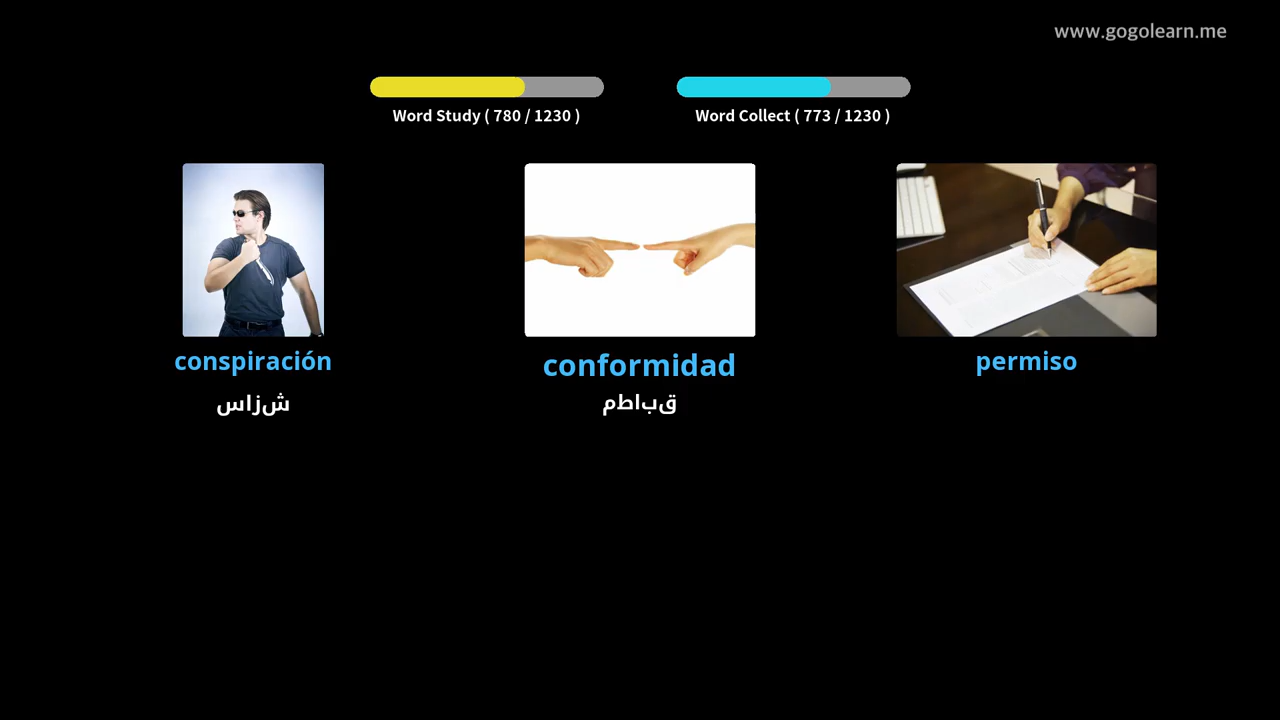 www.gogolearn.me
Word Study ( 780 / 1230 )
Word Collect ( 773 / 1230 )
conspiración
conformidad
permiso
شزاس
قباطم